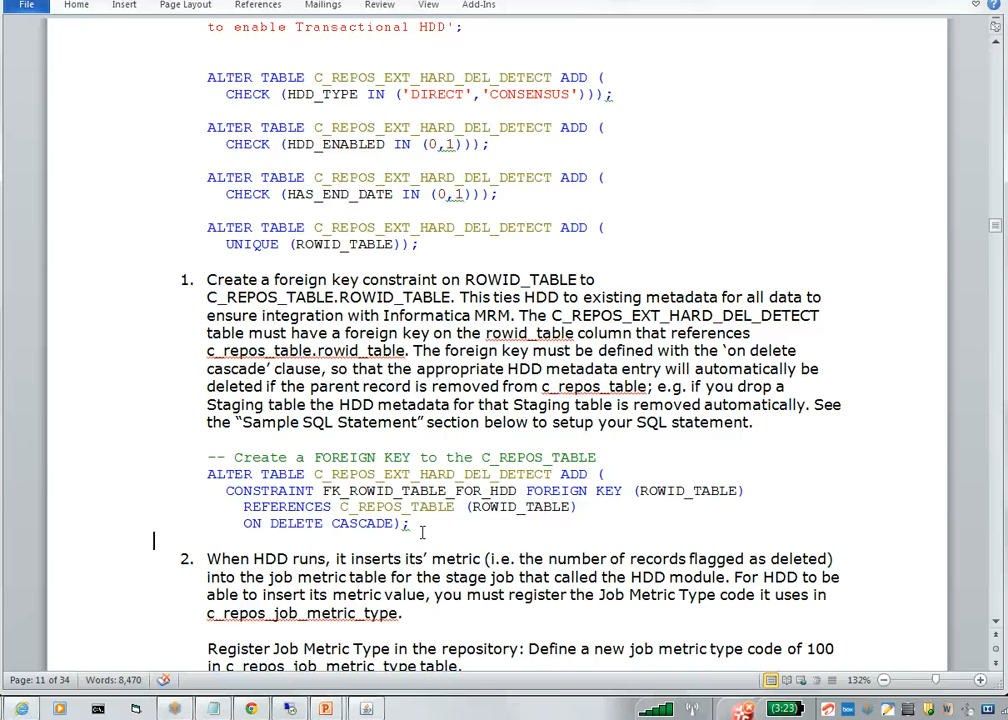 File Home Insert Page Layout References Mailings Review View Add-Ins
to enable Transactional HDD';
ALTER TABLE C_REPOS_EXT_HARD_DEL_DETECT ADD (
CHECK (HDD_TYPE IN ('DIRECT','CONSENSUS')));
ALTER TABLE C_REPOS_EXT_HARD_DEL_DETECT ADD (
CHECK (HDD_ENABLED IN (0,1)));
ALTER TABLE C_REPOS_EXT_HARD_DEL_DETECT ADD (
CHECK (HAS_END_DATE IN (0,1)));
ALTER TABLE C_REPOS_EXT_HARD_DEL_DETECT ADD (
UNIQUE (ROWID_TABLE));
1. Create a foreign key constraint on ROWID_TABLE to
C_REPOS_TABLE.ROWID_TABLE. This ties HDD to existing metadata for all data to
ensure integration with Informatica MRM. The C_REPOS_EXT_HARD_DEL_DETECT
table must have a foreign key on the rowid_table column that references
c_repos_table.rowid_table. The foreign key must be defined with the ‘on delete
cascade’ clause, so that the appropriate HDD metadata entry will automatically be
deleted if the parent record is removed from c_repos_table; e.g. if you drop a
Staging table the HDD metadata for that Staging table is removed automatically. See
the “Sample SQL Statement” section below to setup your SQL statement.
-- Create a FOREIGN KEY to the C_REPOS_TABLE
ALTER TABLE C_REPOS_EXT_HARD_DEL_DETECT ADD (
CONSTRAINT FK_ROWID_TABLE_FOR_HDD FOREIGN KEY (ROWID_TABLE)
REFERENCES C_REPOS_TABLE (ROWID_TABLE)
ON DELETE CASCADE);
2. When HDD runs, it inserts its’ metric (i.e. the number of records flagged as deleted)
into the job metric table for the stage job that called the HDD module. For HDD to be
able to insert its metric value, you must register the Job Metric Type code it uses in
c_repos_job_metric_type.
Register Job Metric Type in the repository: Define a new job metric type code of 100
in c_repos_job_metric_type table.
Page: 11 of 34 Words: 8,470 132%
(3:23)